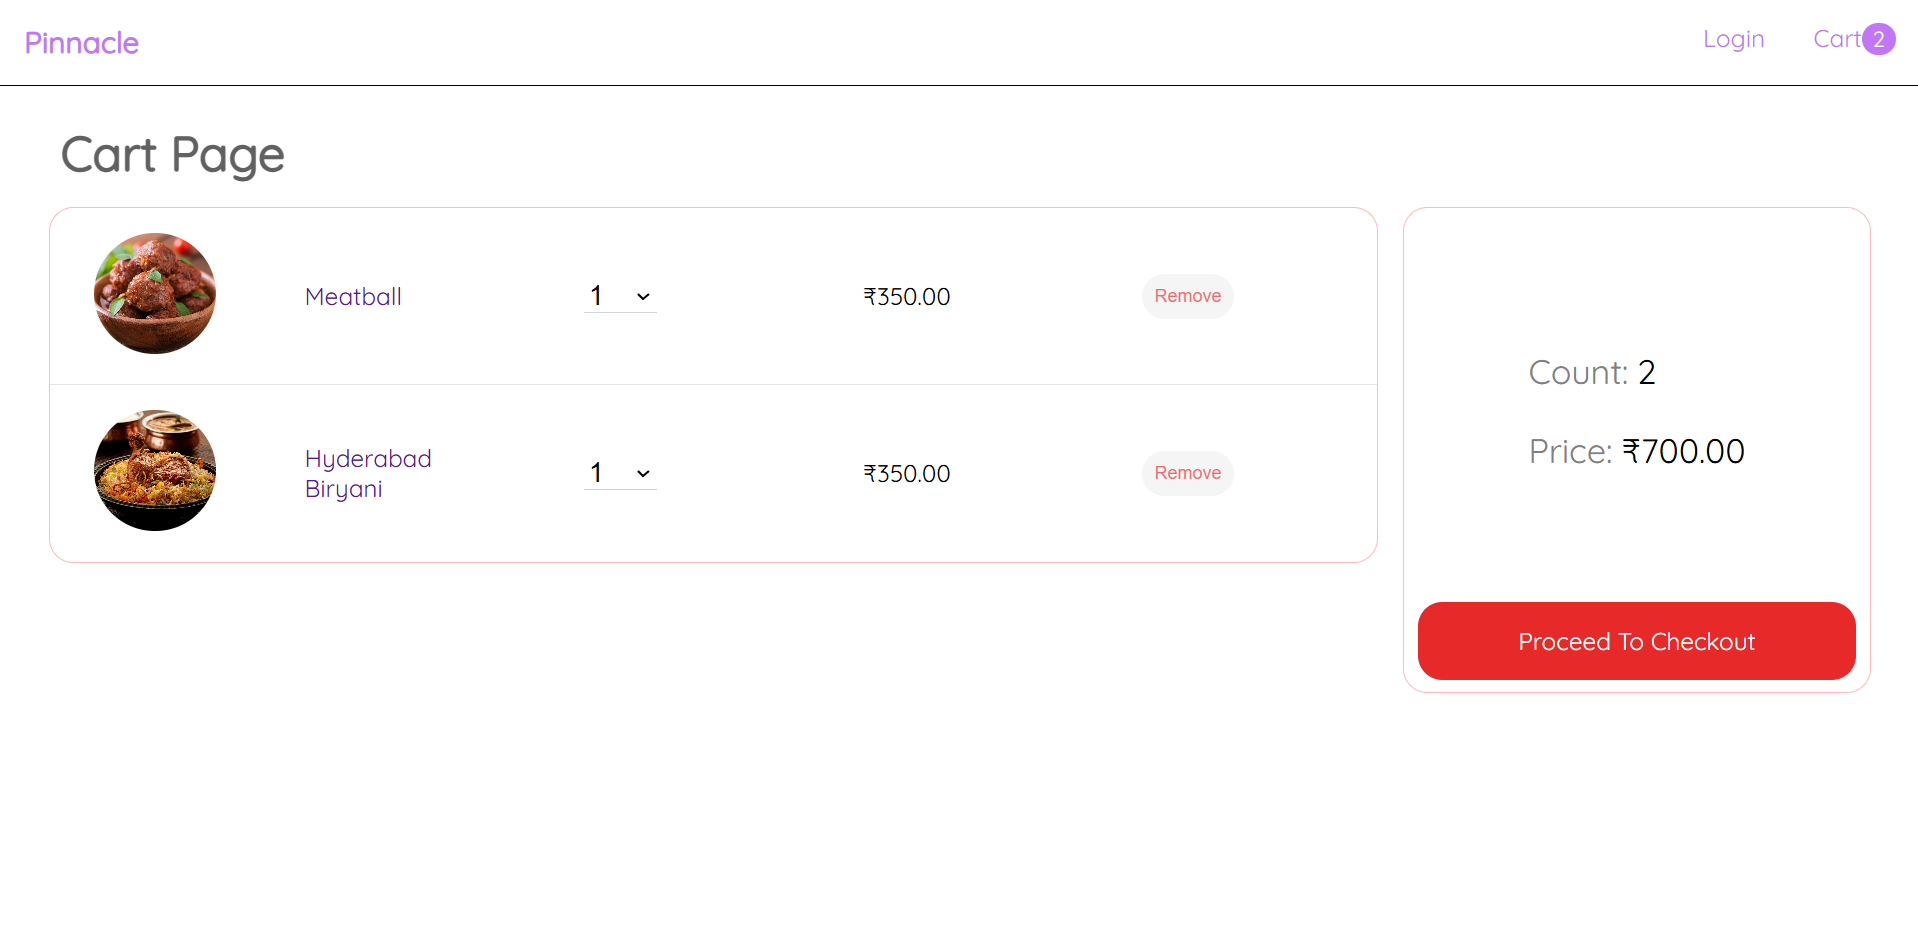 Pinnacle
Login
Cart 2
Cart Page
Meatball
1
₹350.00
Remove
Hyderabad
Biryani
1
₹350.00
Remove
Count: 2
Price: ₹700.00
Proceed To Checkout